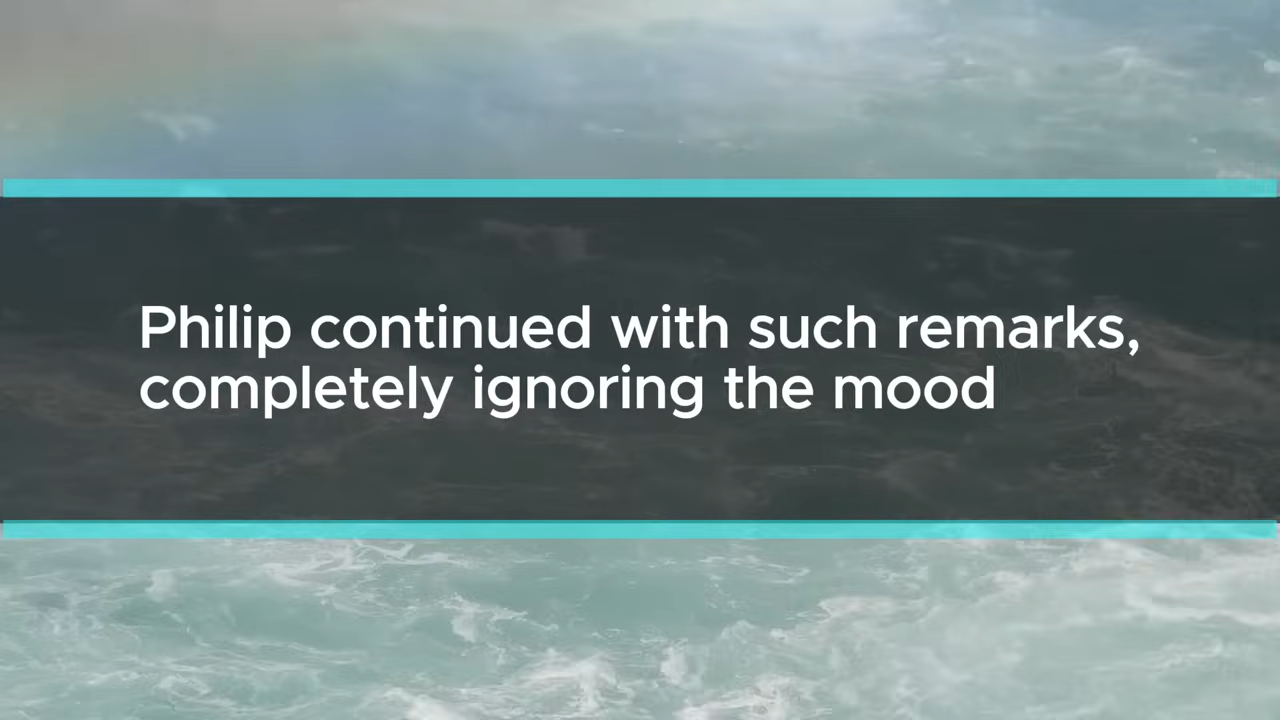 Philip continued with such remarks,
completely ignoring the mood